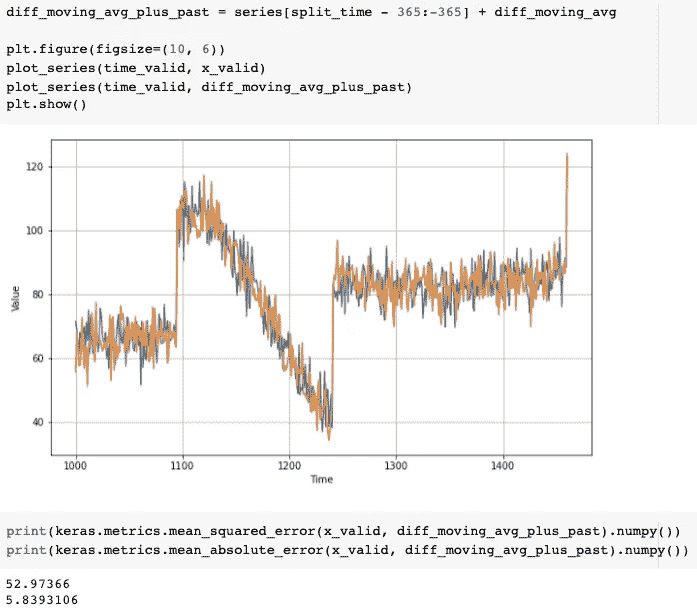 diff_moving_avg_plus_past = series[split_time - 365:-365] + diff_moving_avg
plt.figure(figsize=(10, 6))
plot_series(time_valid, x_valid)
plot_series(time_valid, diff_moving_avg_plus_past)
plt.show()
120
100
80
60
40
Value
1000
1100
1200
1300
1400
Time
print(keras.metrics.mean_squared_error(x_valid, diff_moving_avg_plus_past).numpy())
print(keras.metrics.mean_absolute_error(x_valid, diff_moving_avg_plus_past).numpy())
52.97366
5.8393106